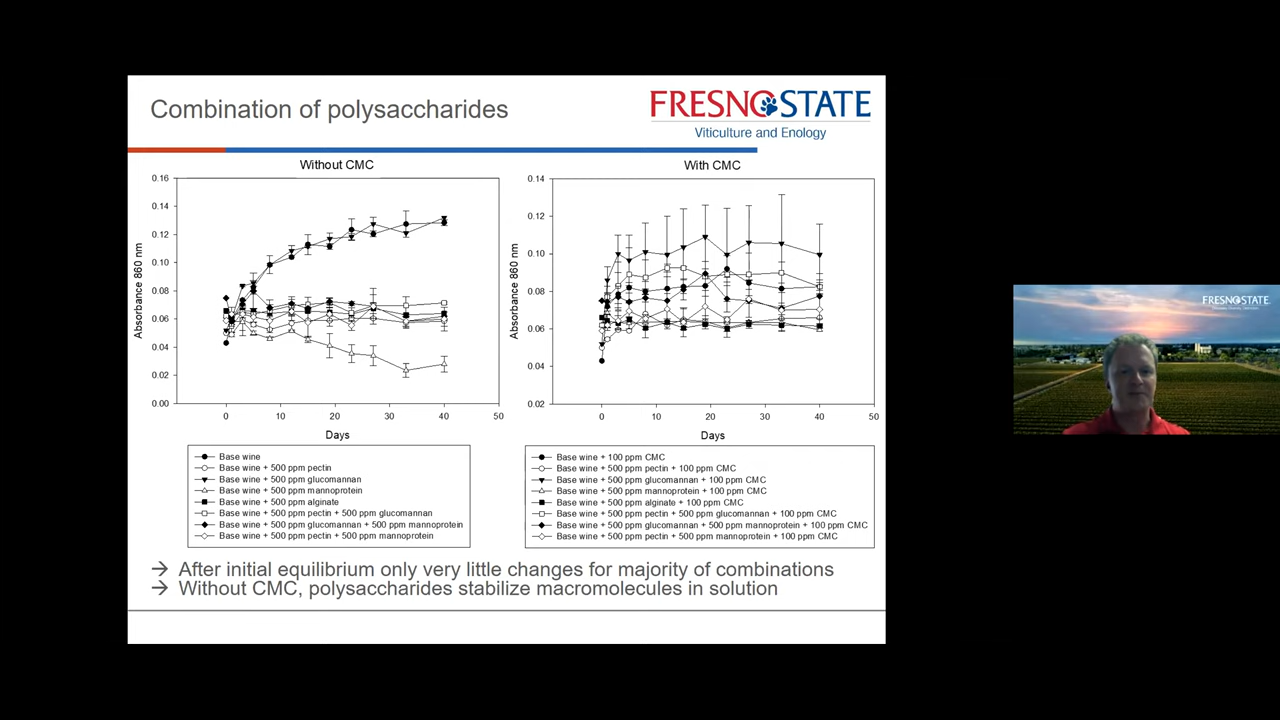 Combination of polysaccharides
FRESNO STATE
Viticulture and Enology
Without CMC
0.16
0.14
0.12
0.10
0.08
0.06
0.04
0.02
0.00
Absorbance 860 nm
0
10
20
30
40
50
Days
With CMC
0.14
0.12
0.10
0.08
0.06
0.04
0.02
Absorbance 860 nm
0
10
20
30
40
50
Days
Base wine
Base wine + 500 ppm pectin
Base wine + 500 ppm glucomannan
Base wine + 500 ppm mannoprotein
Base wine + 500 ppm alginate
Base wine + 500 ppm pectin + 500 ppm glucomannan
Base wine + 500 ppm glucomannan + 500 ppm mannoprotein
Base wine + 500 ppm pectin + 500 ppm mannoprotein
Base wine + 100 ppm CMC
Base wine + 500 ppm pectin + 100 ppm CMC
Base wine + 500 ppm glucomannan + 100 ppm CMC
Base wine + 500 ppm mannoprotein + 100 ppm CMC
Base wine + 500 ppm alginate + 100 ppm CMC
Base wine + 500 ppm pectin + 500 ppm glucomannan + 100 ppm CMC
Base wine + 500 ppm glucomannan + 500 ppm mannoprotein + 100 ppm CMC
Base wine + 500 ppm pectin + 500 ppm mannoprotein + 100 ppm CMC
→ After initial equilibrium only very little changes for majority of combinations
→ Without CMC, polysaccharides stabilize macromolecules in solution
FRESNO STATE